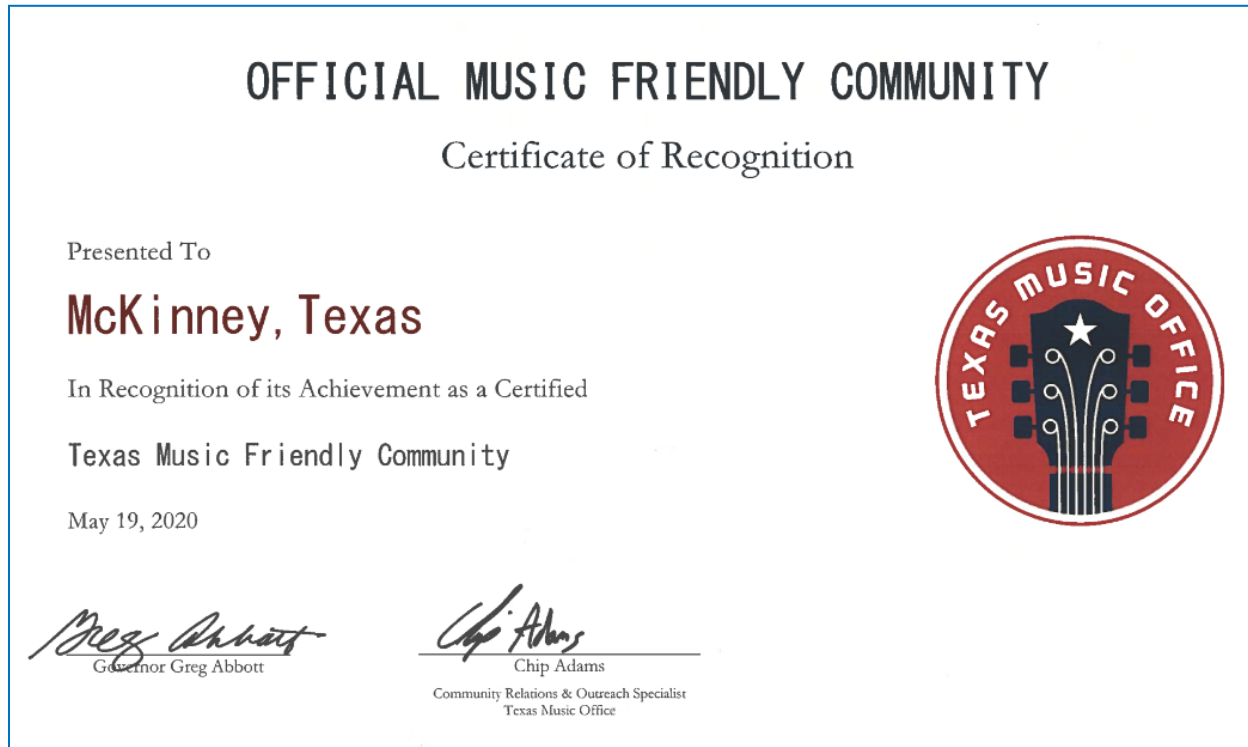 OFFICIAL MUSIC FRIENDLY COMMUNITY
Certificate of Recognition
Presented To
McKinney, Texas
In Recognition of its Achievement as a Certified
Texas Music Friendly Community
May 19, 2020
TEXAS MUSIC OFFICE
Greg Abbott
Governor Greg Abbott
Chip Adams
Chip Adams
Community Relations & Outreach Specialist
Texas Music Office